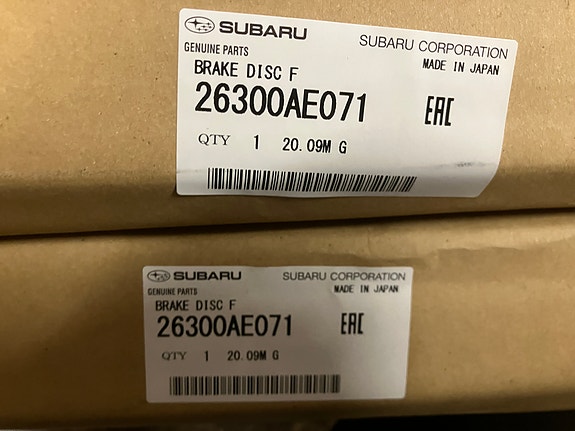 SUBARU SUBARU CORPORATION
GENUINE PARTS MADE IN JAPAN
BRAKE DISC F
26300AE071 EAC
QTY 1 20.09M G
SUBARU SUBARU CORPORATION
GENUINE PARTS MADE IN JAPAN
BRAKE DISC F
26300AE071 EAC
QTY 1 20.09M G